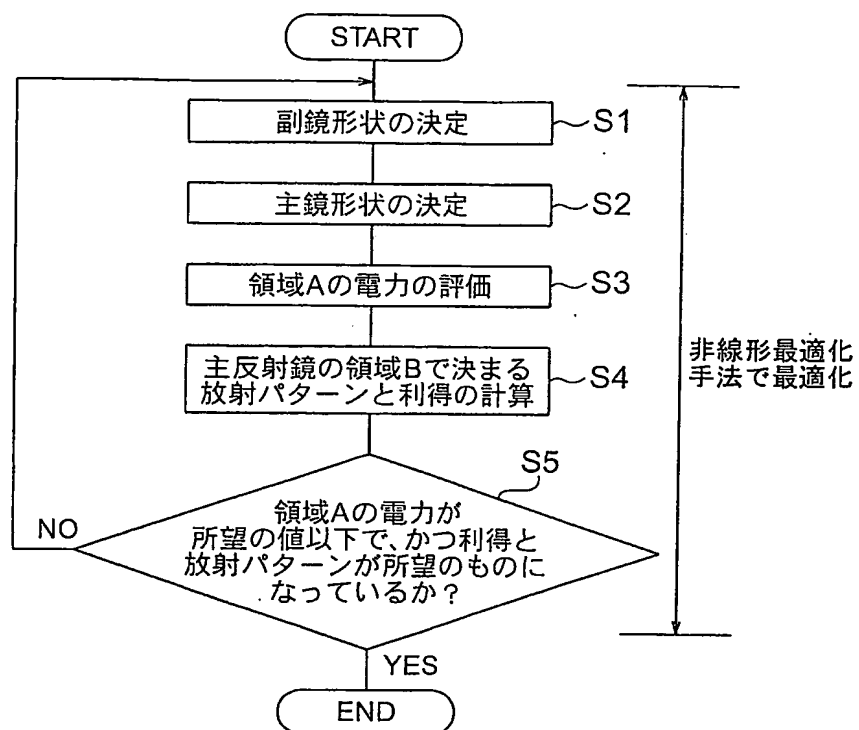 START
副鏡形状の決定
S1
主鏡形状の決定
S2
領域Aの電力の評価
S3
主反射鏡の領域Bで決まる
放射パターンと利得の計算
S4
非線形最適化
手法で最適化
S5
領域Aの電力が
所望の値以下で、かつ利得と
放射パターンが所望のものに
なっているか?
NO
YES
END